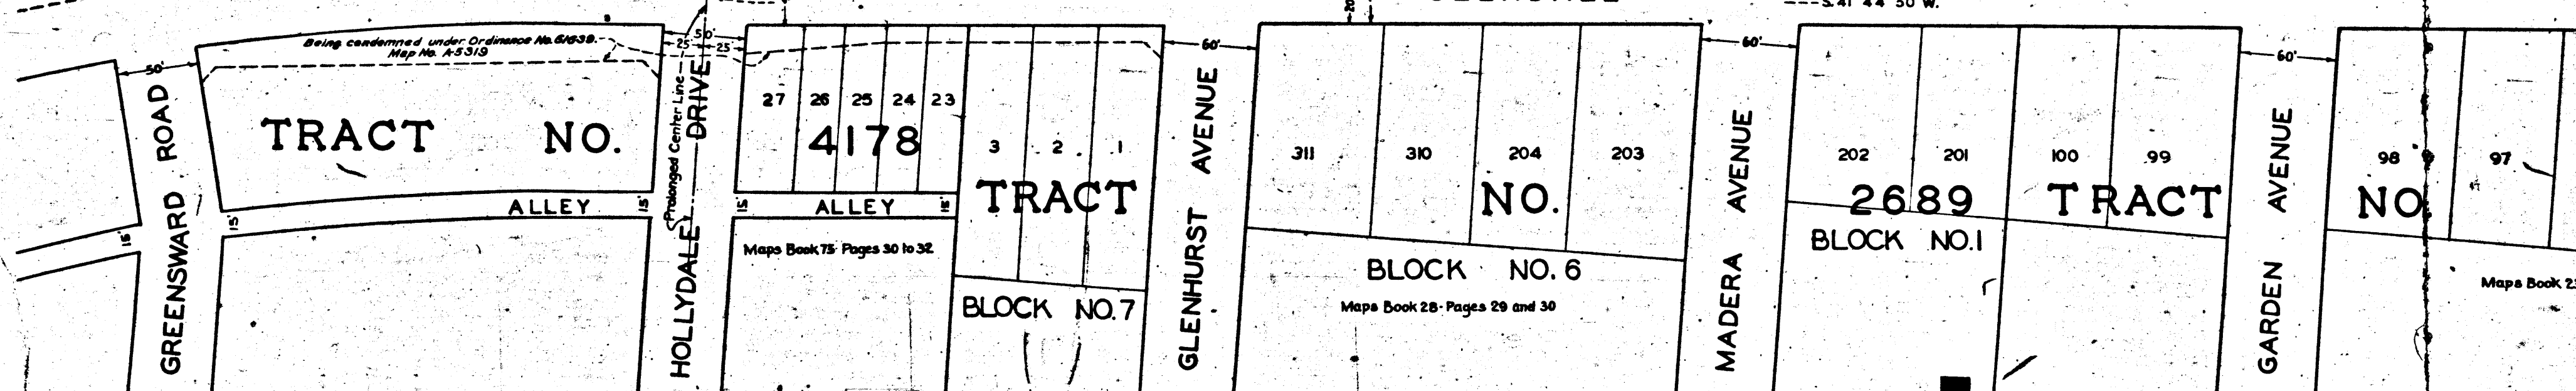 S. 41° 44' 50" W.
20
Being condemned under Ordinance No. 61639.
Map No. A-5319
50'
50'
25'
25'
60'
60'
60'
GREENSWARD ROAD
TRACT NO.
Prolonged Center Line
HOLLYDALE DRIVE
27 26 25 24 23
4178
3 2 1
TRACT
GLENHURST AVENUE
311 310 204 203
NO.
MADERA AVENUE
202 201 100 99
2689 TRACT
GARDEN AVENUE
98 97
NO.
15'
15'
ALLEY
15'
15'
ALLEY
15'
Maps Book 75 Pages 30 to 32
BLOCK NO. 7
BLOCK NO. 6
Maps Book 28 - Pages 29 and 30
BLOCK NO. 1
Maps Book